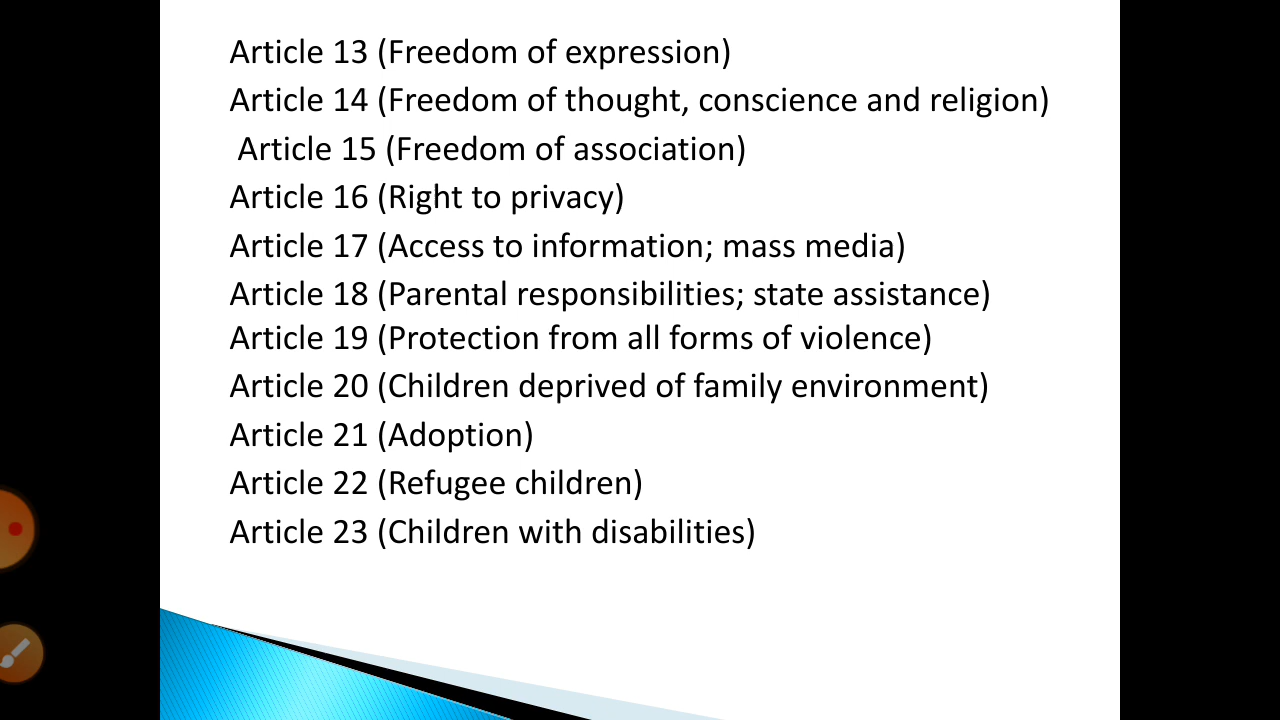 Article 13 (Freedom of expression)
Article 14 (Freedom of thought, conscience and religion)
Article 15 (Freedom of association)
Article 16 (Right to privacy)
Article 17 (Access to information; mass media)
Article 18 (Parental responsibilities; state assistance)
Article 19 (Protection from all forms of violence)
Article 20 (Children deprived of family environment)
Article 21 (Adoption)
Article 22 (Refugee children)
Article 23 (Children with disabilities)